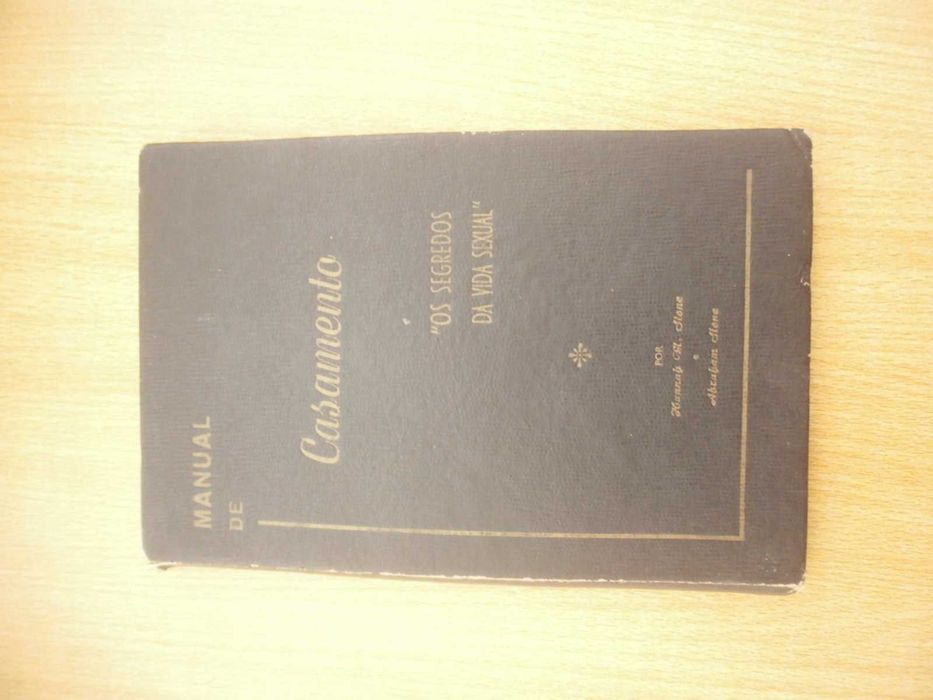 MANUAL
DE
Casamento
"OS SEGREDOS
DA VIDA SEXUAL"
POR
Hannah M. Stone
e
Abraham Stone